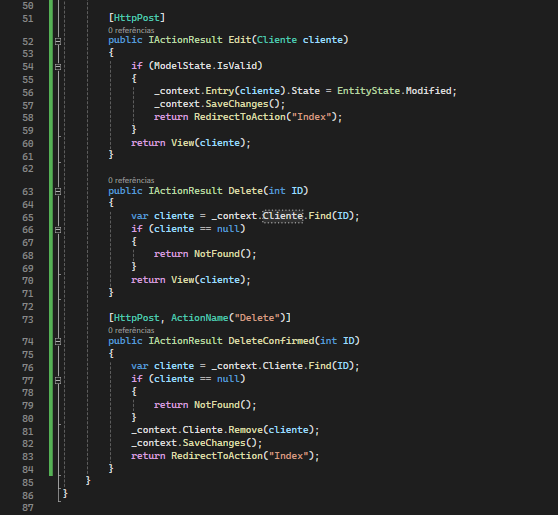 50
51 [HttpPost]
0 referências
52 public IActionResult Edit(Cliente cliente)
53 {
54 if (ModelState.IsValid)
55 {
56 _context.Entry(cliente).State = EntityState.Modified;
57 _context.SaveChanges();
58 return RedirectToAction("Index");
59 }
60 return View(cliente);
61 }
62
0 referências
63 public IActionResult Delete(int ID)
64 {
65 var cliente = _context.Cliente.Find(ID);
66 if (cliente == null)
67 {
68 return NotFound();
69 }
70 return View(cliente);
71 }
72
73 [HttpPost, ActionName("Delete")]
0 referências
74 public IActionResult DeleteConfirmed(int ID)
75 {
76 var cliente = _context.Cliente.Find(ID);
77 if (cliente == null)
78 {
79 return NotFound();
80 }
81 _context.Cliente.Remove(cliente);
82 _context.SaveChanges();
83 return RedirectToAction("Index");
84 }
85 }
86 }
87